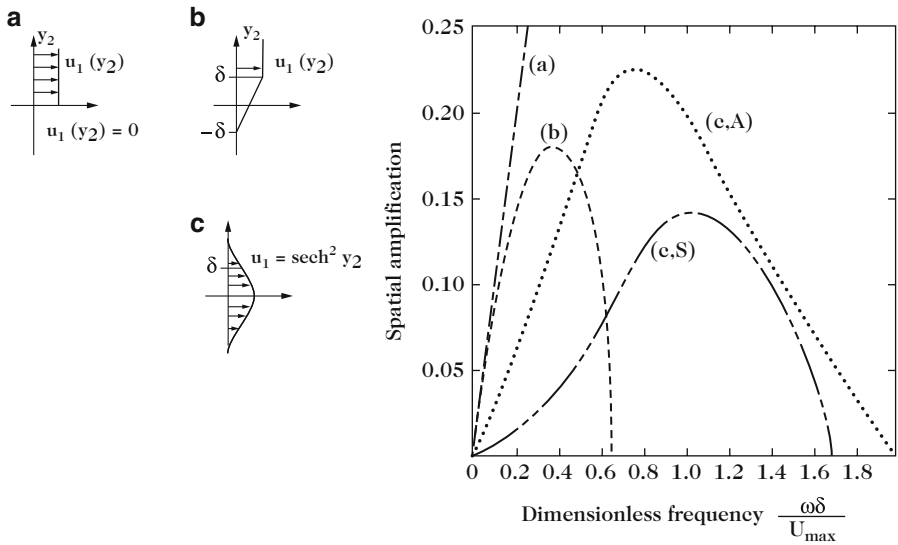 a
y₂
u₁ (y₂)
u₁ (y₂) = 0
b
y₂
δ
u₁ (y₂)
−δ
c
δ
u₁ = sech² y₂
Spatial amplification
0.25
0.20
0.15
0.10
0.05
(a)
(b)
(c,A)
(c,S)
0 0.2 0.4 0.6 0.8 1.0 1.2 1.4 1.6 1.8
Dimensionless frequency ωδ / Umax